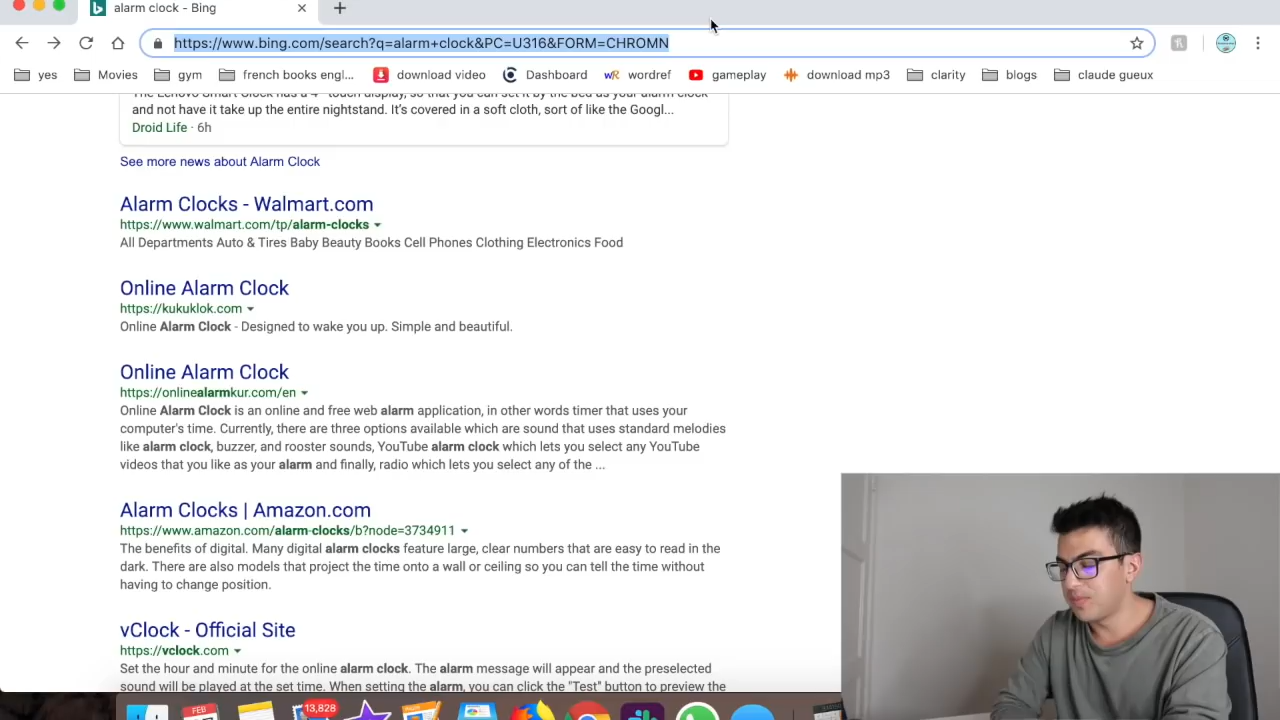 alarm clock - Bing
https://www.bing.com/search?q=alarm+clock&PC=U316&FORM=CHROMN
yes Movies gym french books engl... download video Dashboard wordref gameplay download mp3 clarity blogs claude gueux
and not have it take up the entire nightstand. It's covered in a soft cloth, sort of like the Googl...
Droid Life · 6h
See more news about Alarm Clock
Alarm Clocks - Walmart.com
https://www.walmart.com/tp/alarm-clocks
All Departments Auto & Tires Baby Beauty Books Cell Phones Clothing Electronics Food
Online Alarm Clock
https://kukuklok.com
Online Alarm Clock - Designed to wake you up. Simple and beautiful.
Online Alarm Clock
https://onlinealarmkur.com/en
Online Alarm Clock is an online and free web alarm application, in other words timer that uses your
computer's time. Currently, there are three options available which are sound that uses standard melodies
like alarm clock, buzzer, and rooster sounds, YouTube alarm clock which lets you select any YouTube
videos that you like as your alarm and finally, radio which lets you select any of the ...
Alarm Clocks | Amazon.com
https://www.amazon.com/alarm-clocks/b?node=3734911
The benefits of digital. Many digital alarm clocks feature large, clear numbers that are easy to read in the
dark. There are also models that project the time onto a wall or ceiling so you can tell the time without
having to change position.
vClock - Official Site
https://vclock.com
Set the hour and minute for the online alarm clock. The alarm message will appear and the preselected
sound will be played at the set time. When setting the alarm, you can click the "Test" button to preview the
FEB
13,828